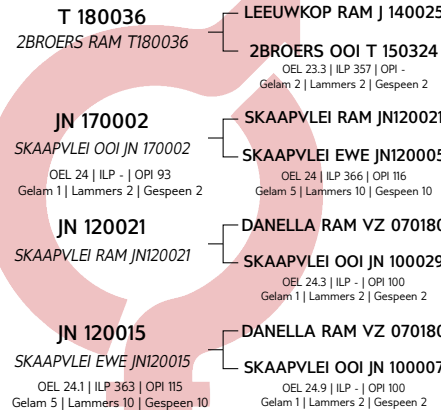 T 180036
2BROERS RAM T180036
LEEUWKOP RAM J 140025
2BROERS OOI T 150324
OEL 23.3 | ILP 357 | OPI -
Gelam 2 | Lammers 2 | Gespeen 2
JN 170002
SKAAPVLEI OOI JN 170002
OEL 24 | ILP - | OPI 93
Gelam 1 | Lammers 2 | Gespeen 2
SKAAPVLEI RAM JN120021
SKAAPVLEI EWE JN120005
OEL 24 | ILP 366 | OPI 116
Gelam 5 | Lammers 10 | Gespeen 10
JN 120021
SKAAPVLEI RAM JN120021
DANELLA RAM VZ 070180
SKAAPVLEI OOI JN 100029
OEL 24.3 | ILP - | OPI 100
Gelam 1 | Lammers 2 | Gespeen 2
JN 120015
SKAAPVLEI EWE JN120015
OEL 24.1 | ILP 363 | OPI 115
Gelam 5 | Lammers 10 | Gespeen 10
DANELLA RAM VZ 070180
SKAAPVLEI OOI JN 100007
OEL 24.9 | ILP - | OPI 100
Gelam 1 | Lammers 2 | Gespeen 2